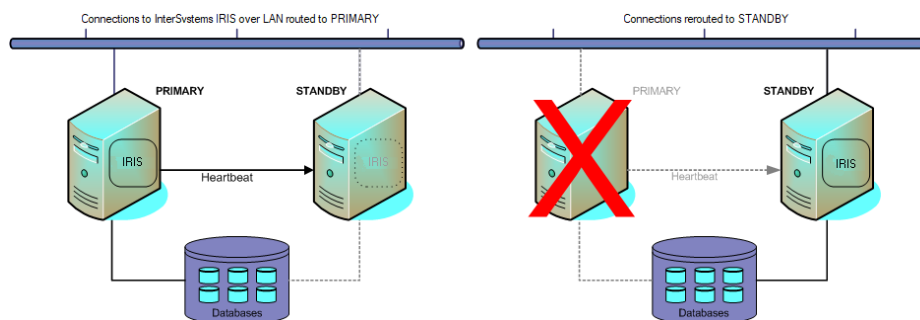 Connections to InterSystems IRIS over LAN routed to PRIMARY
PRIMARY
STANDBY
IRIS
IRIS
Heartbeat
Databases
Connections rerouted to STANDBY
PRIMARY
STANDBY
IRIS
Heartbeat
Databases